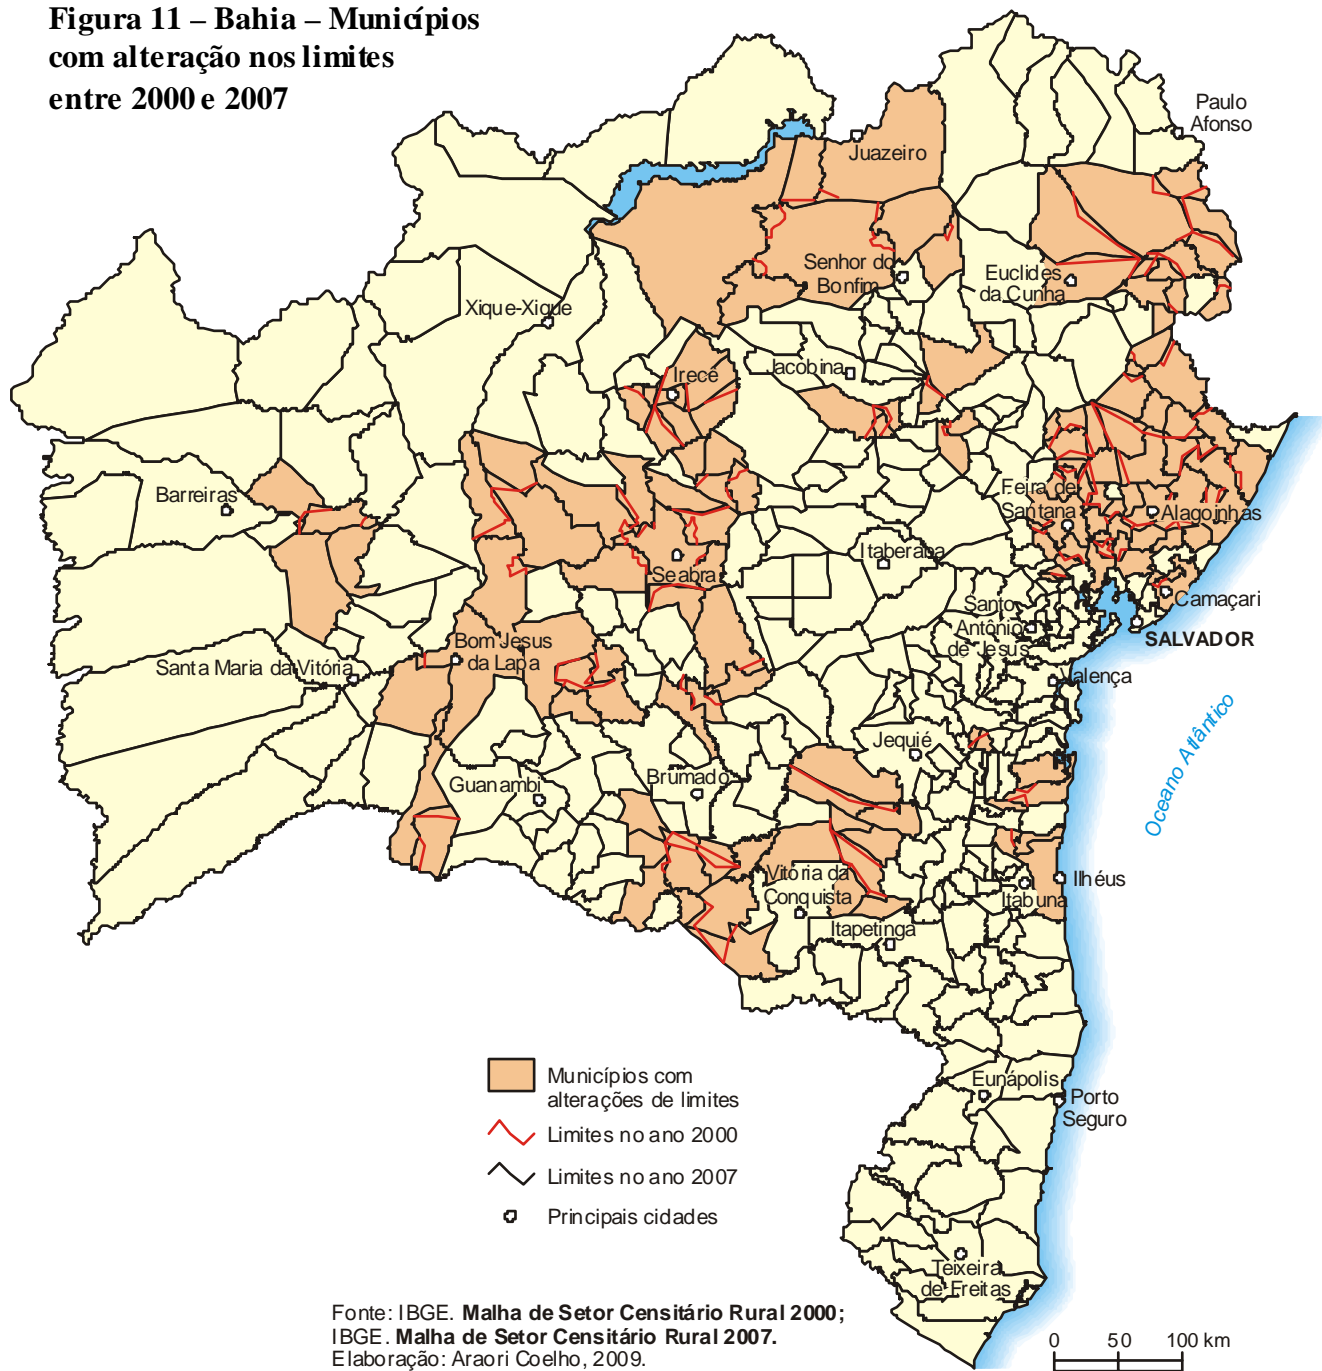 Figura 11 – Bahia – Municípios
com alteração nos limites
entre 2000 e 2007
Paulo
Afonso
Juazeiro
Senhor do
Bonfim
Euclides
da Cunha
Xique-Xique
Jacobina
Irecê
Barreiras
Feira de
Santana
Alagoinhas
Itaberaba
Seabra
Camaçari
Santo
Antônio
de Jesus
SALVADOR
Bom Jesus
da Lapa
Santa Maria da Vitória
Valença
Oceano Atlântico
Jequié
Guanambi
Brumado
Vitória da
Conquista
Ilhéus
Itabuna
Itapetinga
Eunápolis
Porto
Seguro
Teixeira
de Freitas
Municípios com
alterações de limites
Limites no ano 2000
Limites no ano 2007
Principais cidades
Fonte: IBGE. Malha de Setor Censitário Rural 2000;
IBGE. Malha de Setor Censitário Rural 2007.
Elaboração: Araori Coelho, 2009.
0 50 100 km